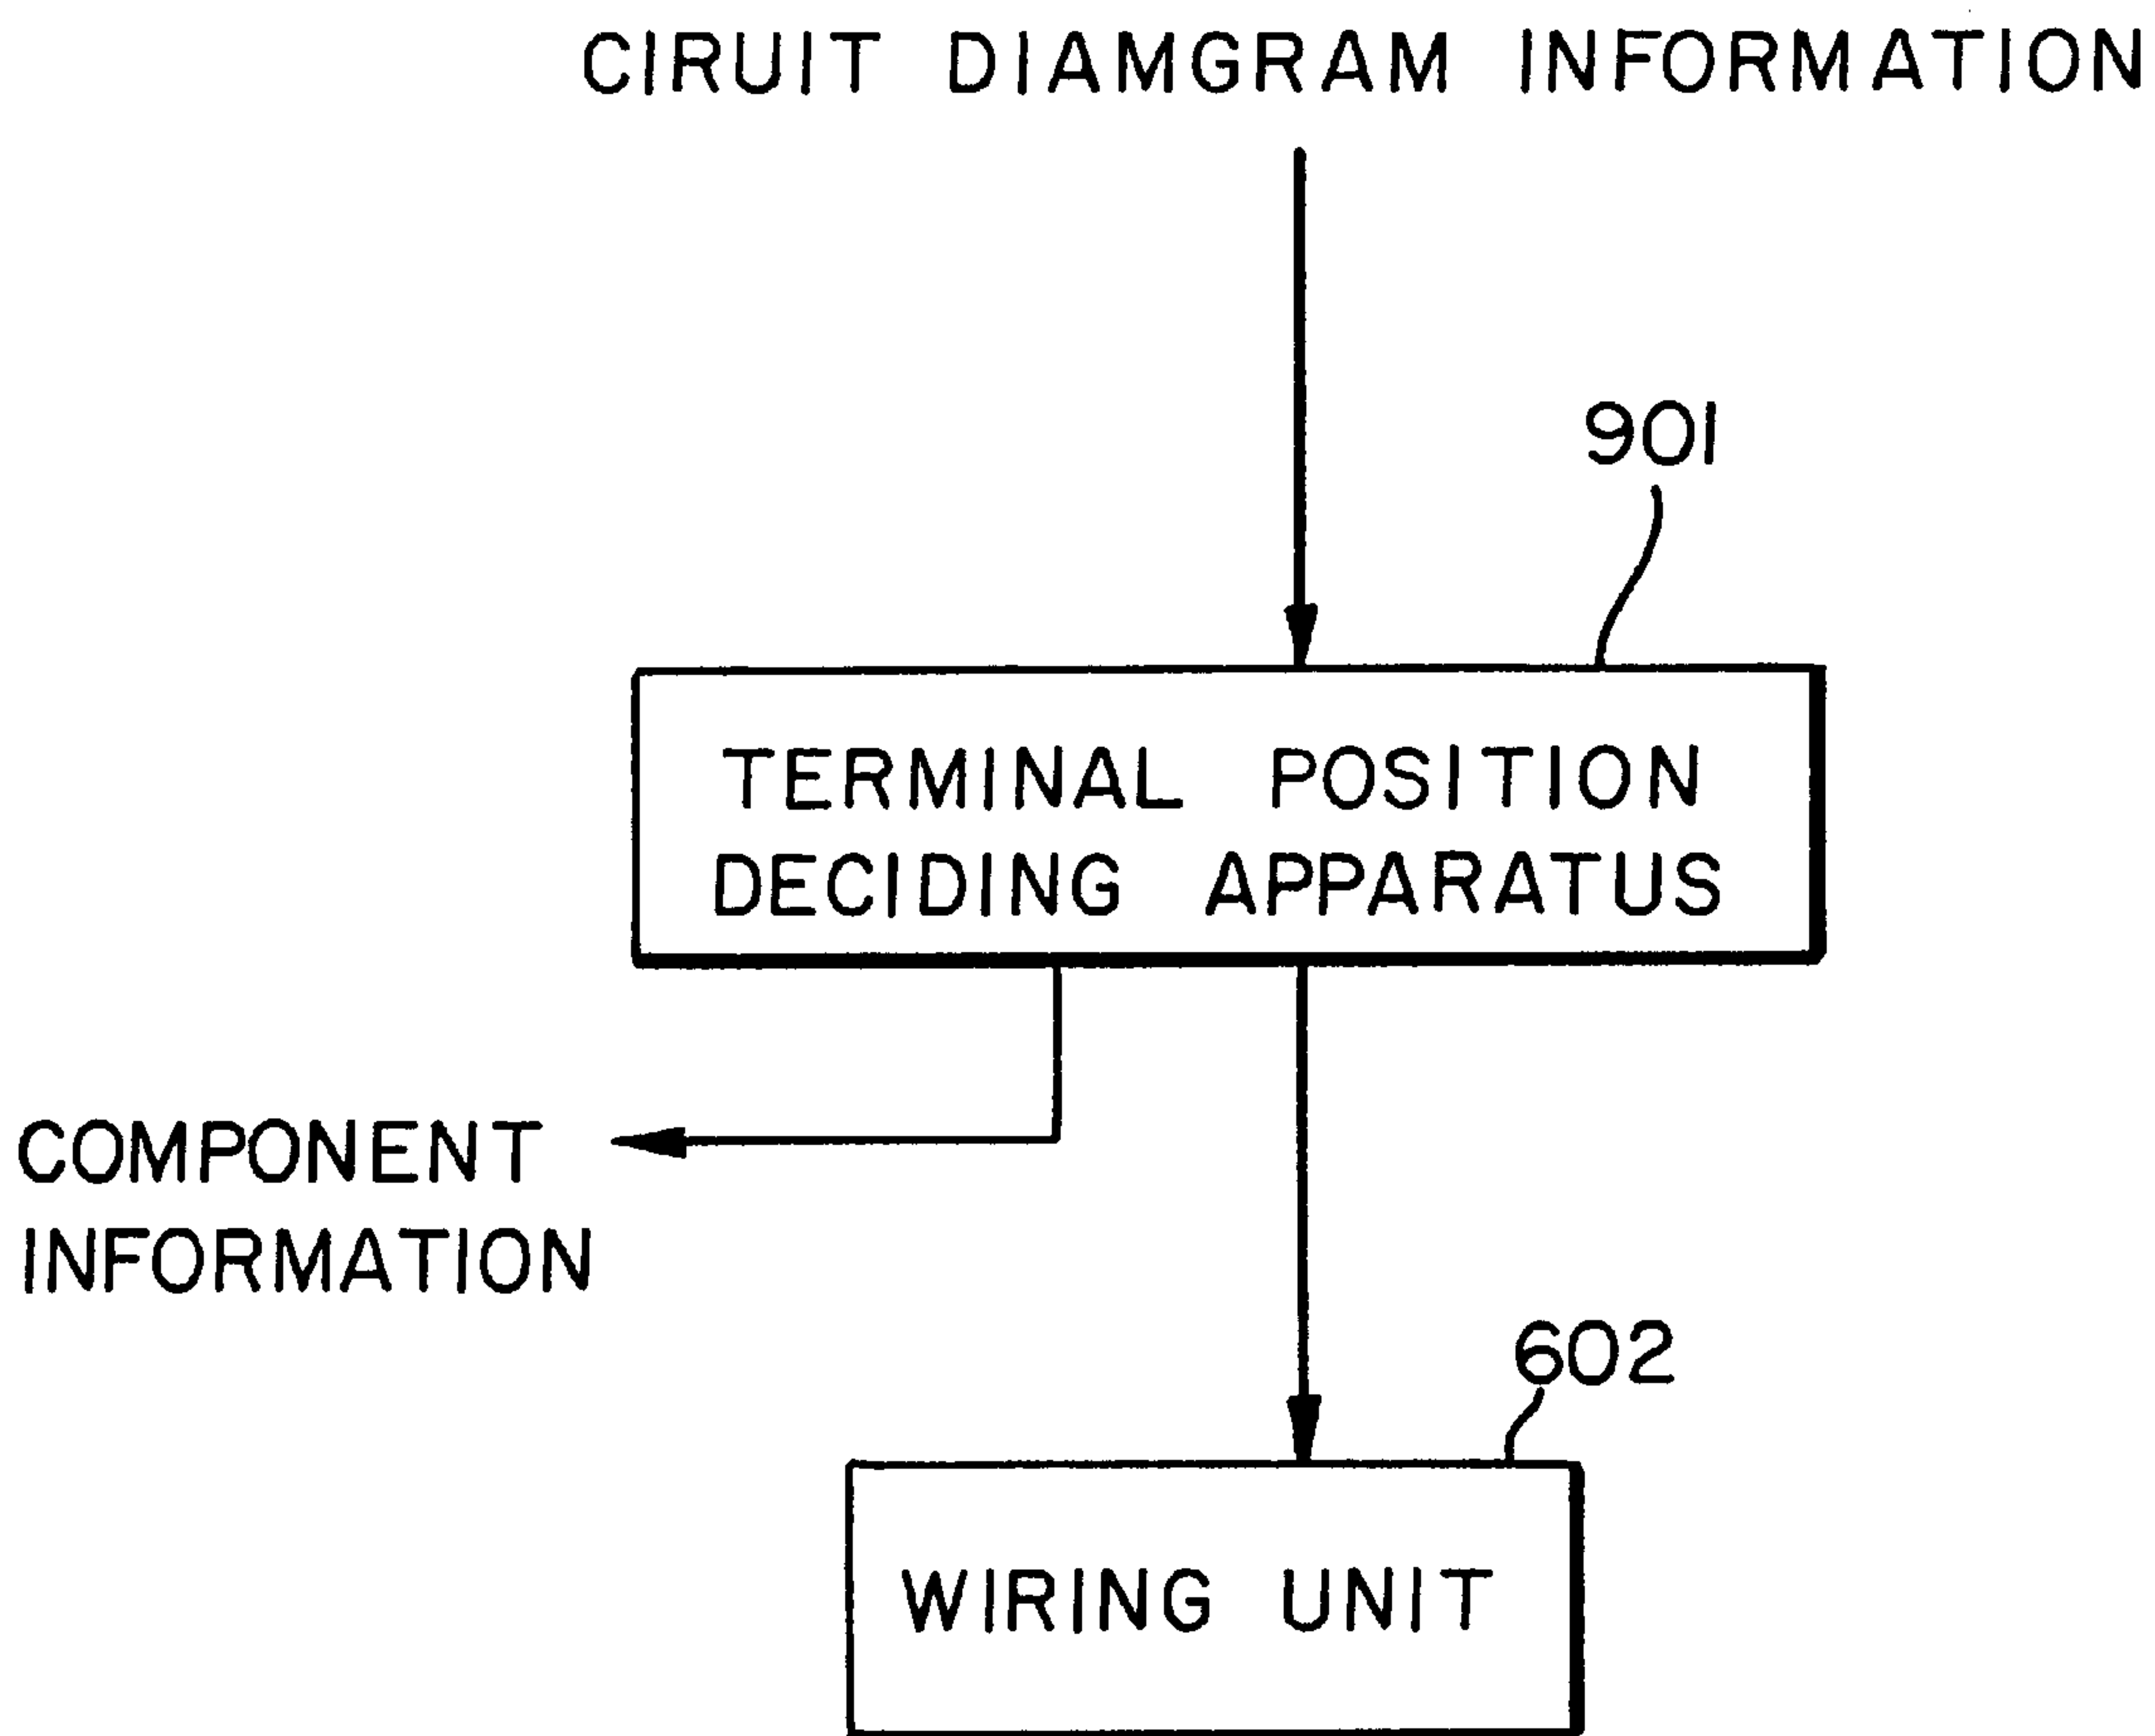 CIRUIT DIAMGRAM INFORMATION
901
TERMINAL POSITION
DECIDING APPARATUS
COMPONENT
INFORMATION
602
WIRING UNIT